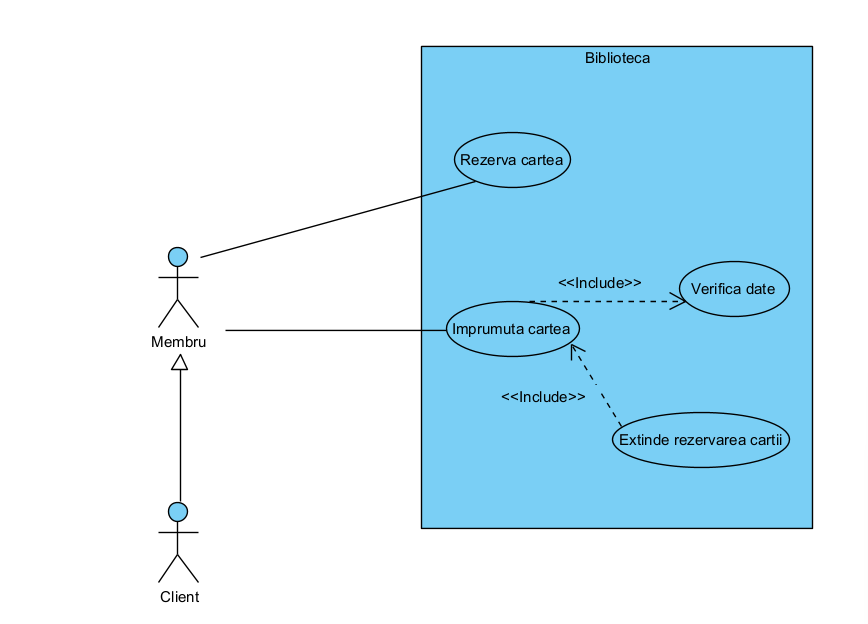 Biblioteca
Rezerva cartea
<<Include>>
Verifica date
Imprumuta cartea
Membru
<<Include>>
Extinde rezervarea cartii
Client